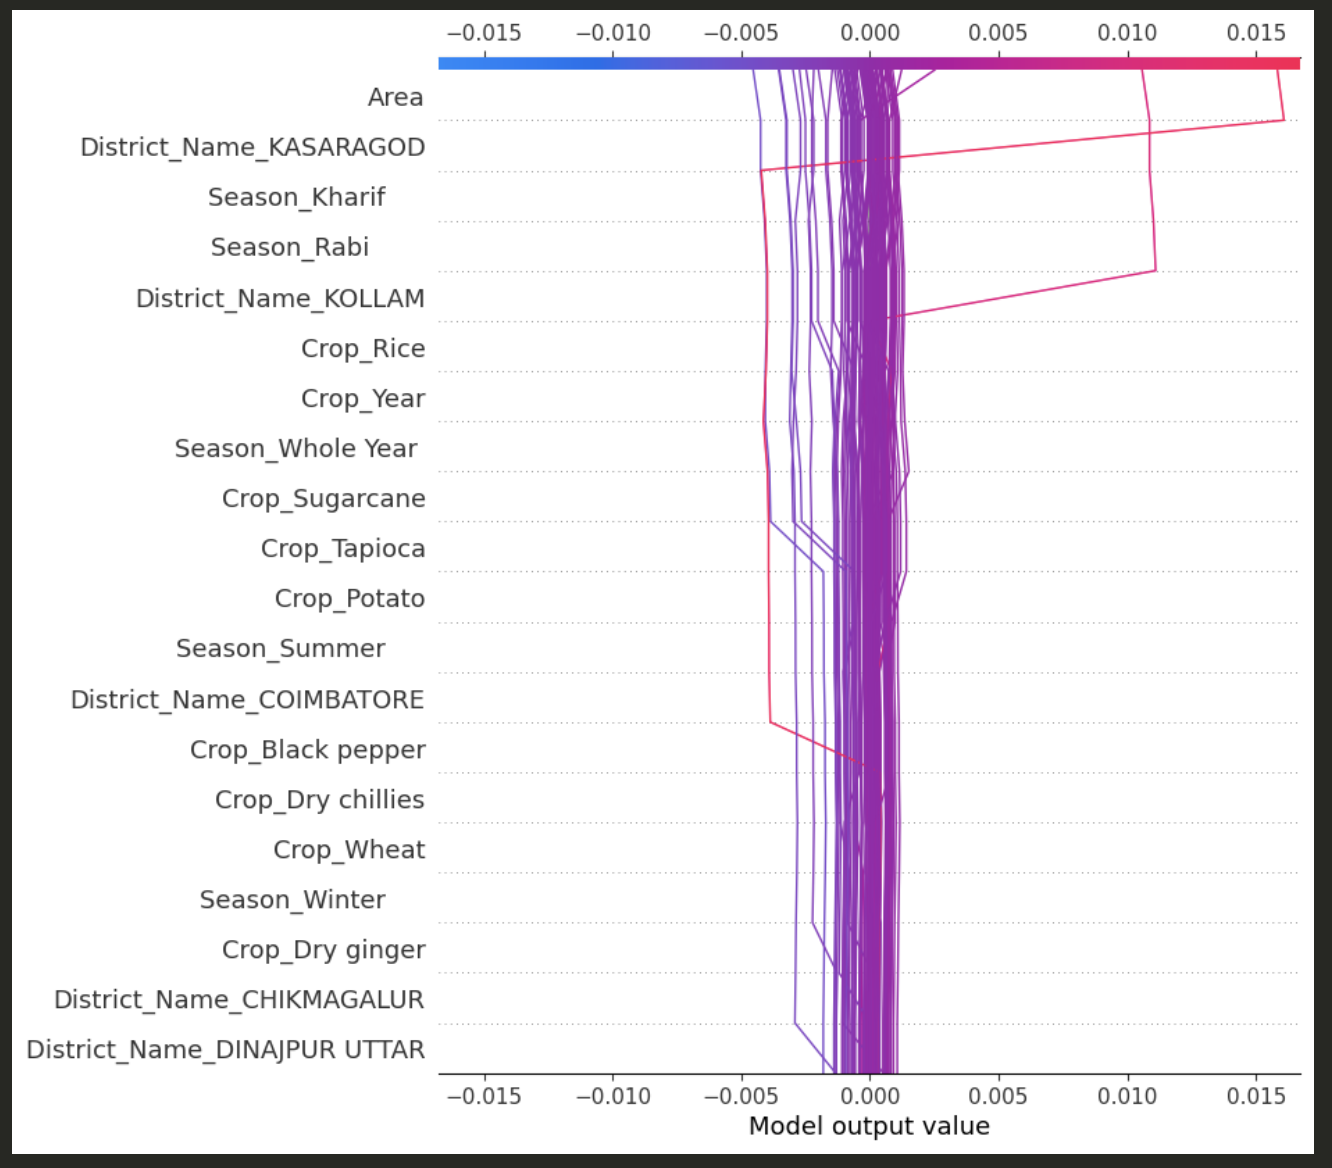 −0.015 −0.010 −0.005 0.000 0.005 0.010 0.015
Area
District_Name_KASARAGOD
Season_Kharif
Season_Rabi
District_Name_KOLLAM
Crop_Rice
Crop_Year
Season_Whole Year
Crop_Sugarcane
Crop_Tapioca
Crop_Potato
Season_Summer
District_Name_COIMBATORE
Crop_Black pepper
Crop_Dry chillies
Crop_Wheat
Season_Winter
Crop_Dry ginger
District_Name_CHIKMAGALUR
District_Name_DINAJPUR UTTAR
−0.015 −0.010 −0.005 0.000 0.005 0.010 0.015
Model output value